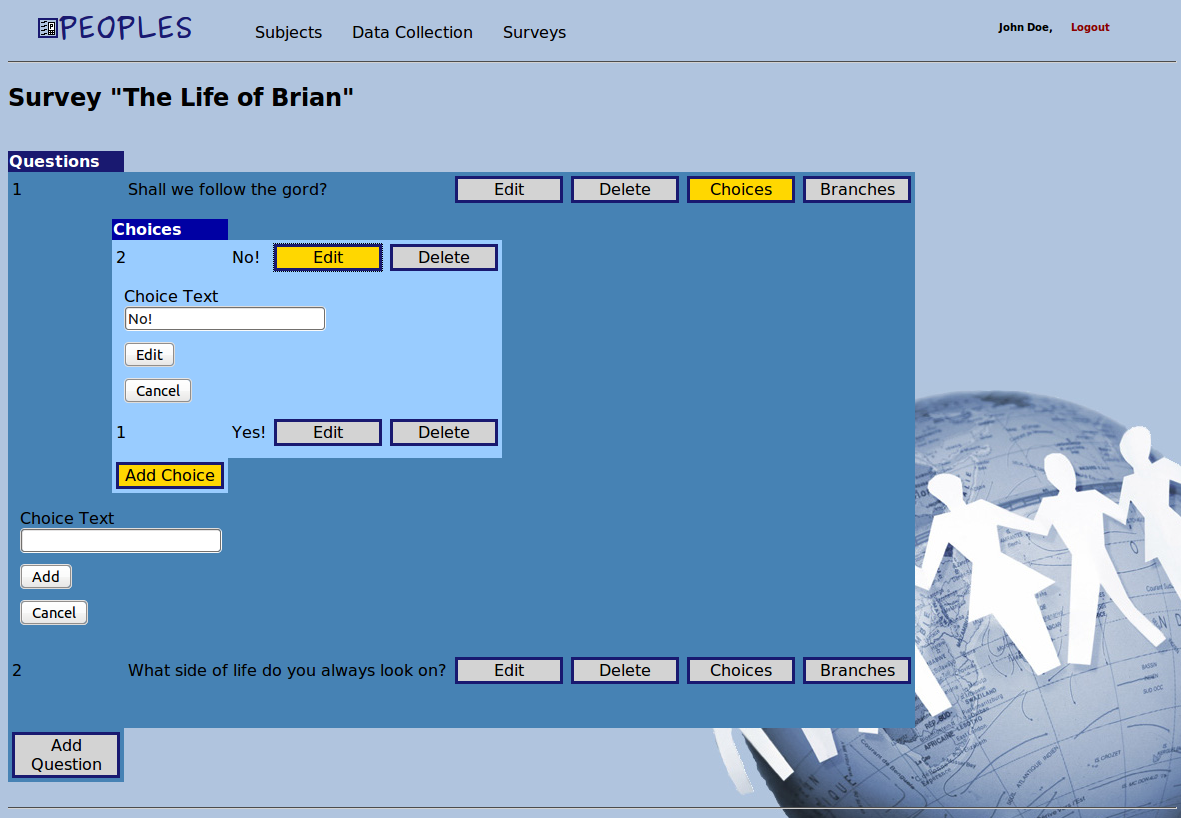 PEOPLES
Subjects Data Collection Surveys
John Doe, Logout
Survey "The Life of Brian"
Questions
1 Shall we follow the gord? Edit Delete Choices Branches
Choices
2 No! Edit Delete
Choice Text
No!
Edit
Cancel
1 Yes! Edit Delete
Add Choice
Choice Text
Add
Cancel
2 What side of life do you always look on? Edit Delete Choices Branches
Add
Question